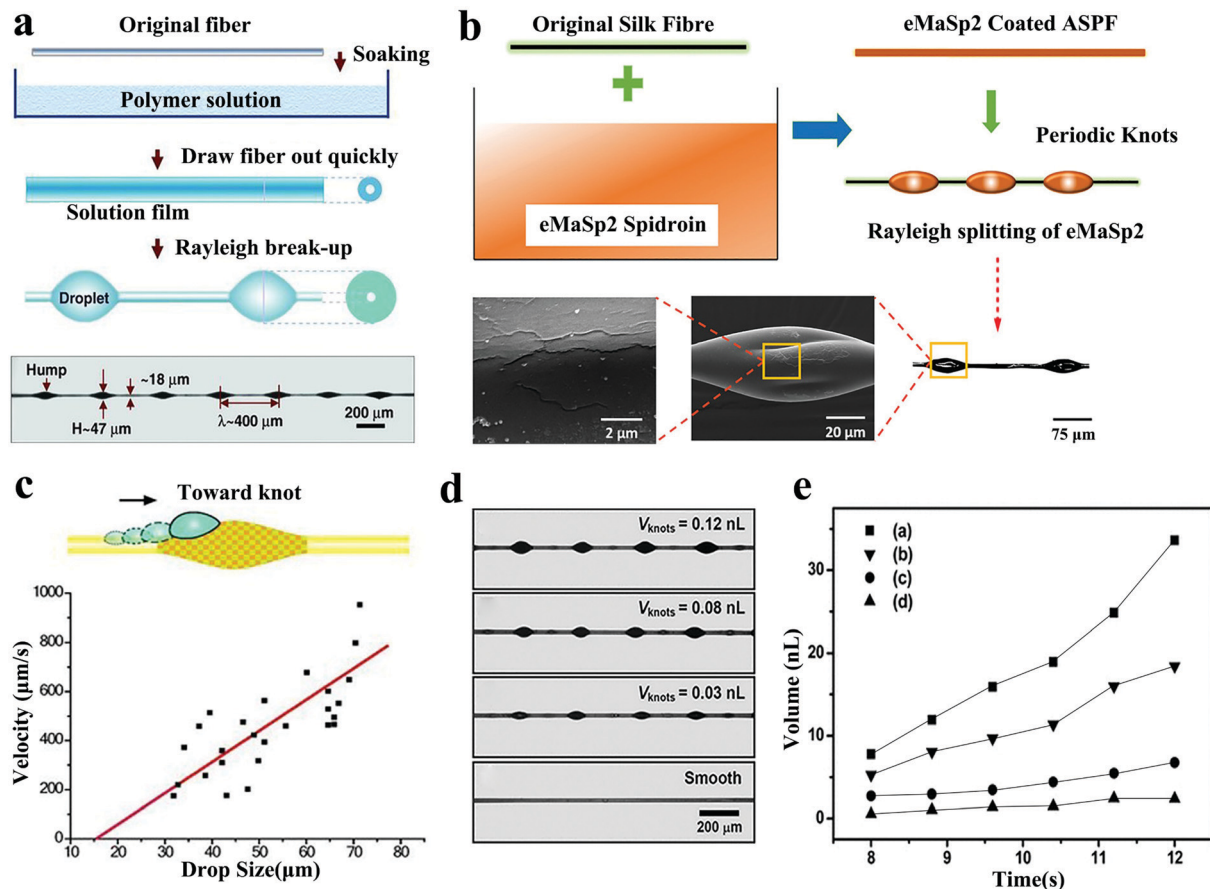 a
Original fiber
Soaking
Polymer solution
Draw fiber out quickly
Solution film
Rayleigh break-up
Droplet
Hump
~18 μm
H~47 μm
λ~400 μm
200 μm
b
Original Silk Fibre
eMaSp2 Coated ASPF
eMaSp2 Spidroin
Periodic Knots
Rayleigh splitting of eMaSp2
2 μm
20 μm
75 μm
c
Toward knot
Velocity (μm/s)
1000
800
600
400
200
0
10 20 30 40 50 60 70 80
Drop Size(μm)
d
Vknots = 0.12 nL
Vknots = 0.08 nL
Vknots = 0.03 nL
Smooth
200 μm
e
Volume (nL)
30
20
10
0
(a)
(b)
(c)
(d)
8 9 10 11 12
Time(s)